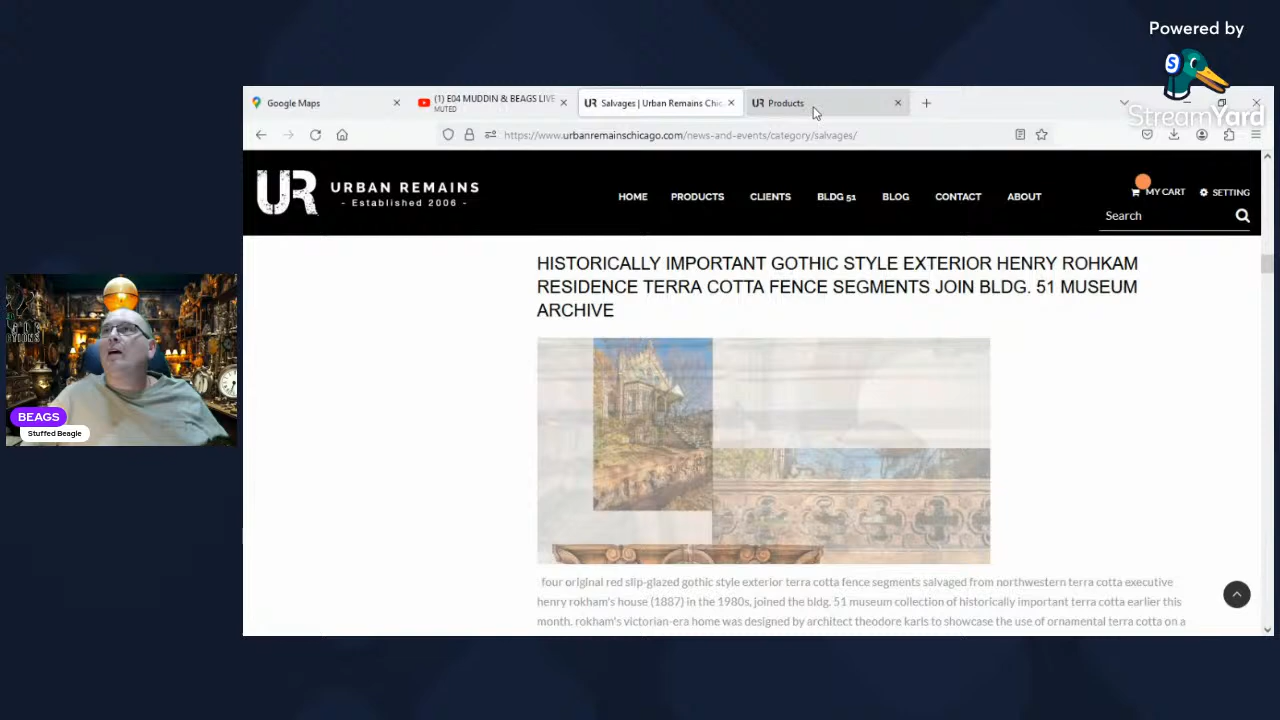 Powered by
S
StreamYard
Google Maps
(1) E04 MUDDIN & BEAGS LIVE
MUTED
UR Salvages | Urban Remains Chic
UR Products
https://www.urbanremainschicago.com/news-and-events/category/salvages/
UR URBAN REMAINS
- Established 2006 -
HOME PRODUCTS CLIENTS BLDG 51 BLOG CONTACT ABOUT
MY CART SETTING
Search
HISTORICALLY IMPORTANT GOTHIC STYLE EXTERIOR HENRY ROHKAM
RESIDENCE TERRA COTTA FENCE SEGMENTS JOIN BLDG. 51 MUSEUM
ARCHIVE
four original red slip-glazed gothic style exterior terra cotta fence segments salvaged from northwestern terra cotta executive
henry rokham's house (1887) in the 1980s, joined the bldg. 51 museum collection of historically important terra cotta earlier this
month. rokham's victorian-era home was designed by architect theodore karls to showcase the use of ornamental terra cotta on a
BEAGS
Stuffed Beagle